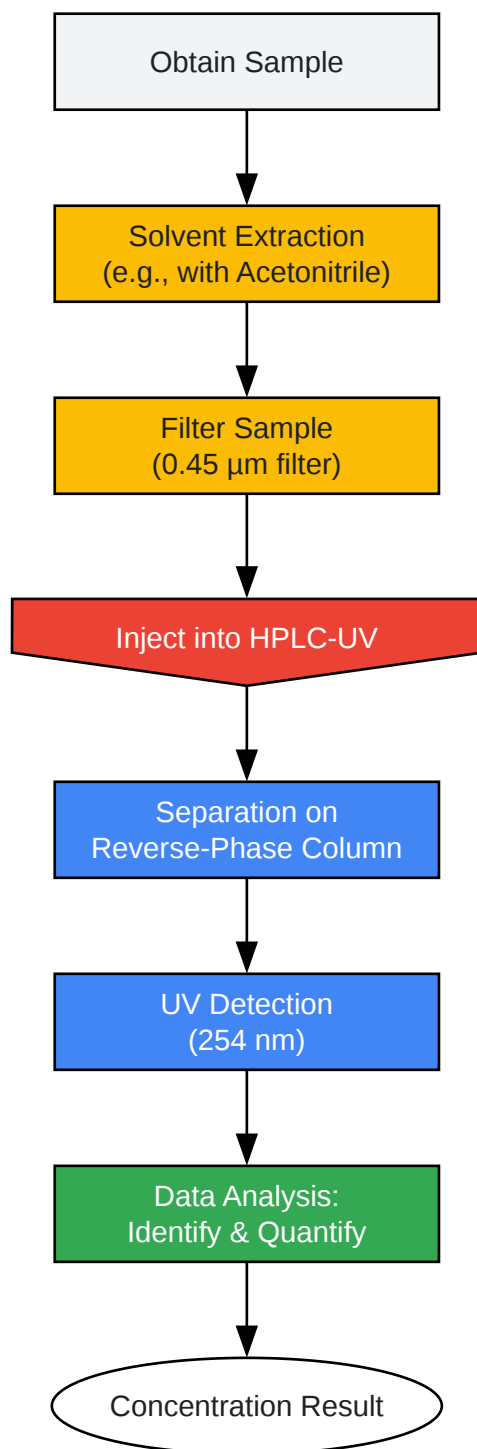 Obtain Sample
Solvent Extraction
(e.g., with Acetonitrile)
Filter Sample
(0.45 µm filter)
Inject into HPLC-UV
Separation on
Reverse-Phase Column
UV Detection
(254 nm)
Data Analysis:
Identify & Quantify
Concentration Result